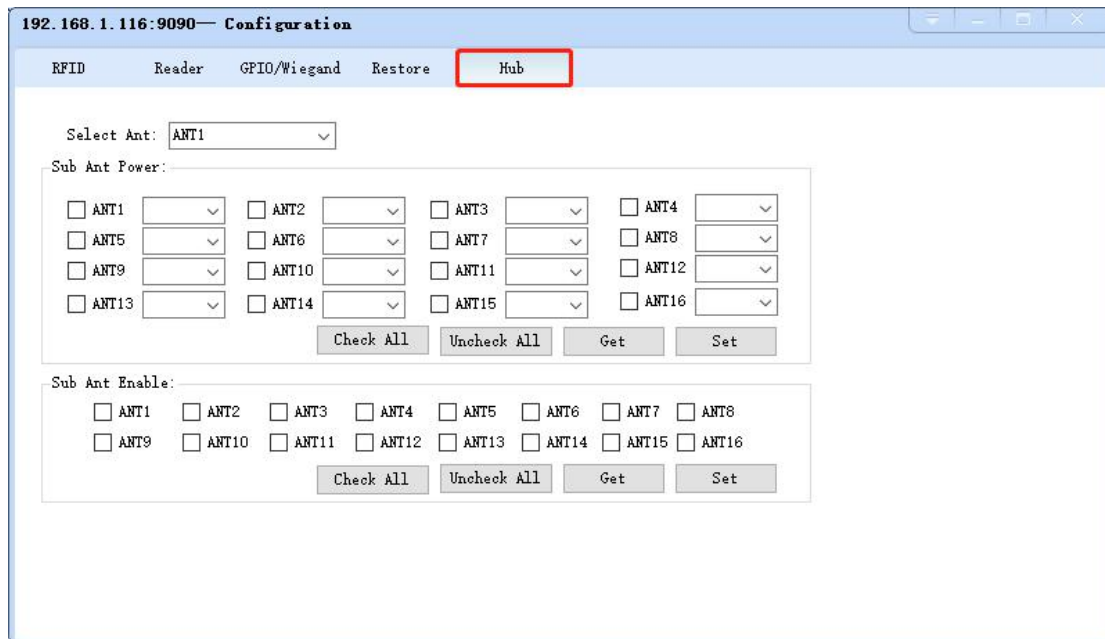 192.168.1.116:9090— Configuration
RFID Reader GPIO/Wiegand Restore Hub
Select Ant: ANT1
Sub Ant Power:
ANT1 ANT2 ANT3 ANT4
ANT5 ANT6 ANT7 ANT8
ANT9 ANT10 ANT11 ANT12
ANT13 ANT14 ANT15 ANT16
Check All Uncheck All Get Set
Sub Ant Enable:
ANT1 ANT2 ANT3 ANT4 ANT5 ANT6 ANT7 ANT8
ANT9 ANT10 ANT11 ANT12 ANT13 ANT14 ANT15 ANT16
Check All Uncheck All Get Set